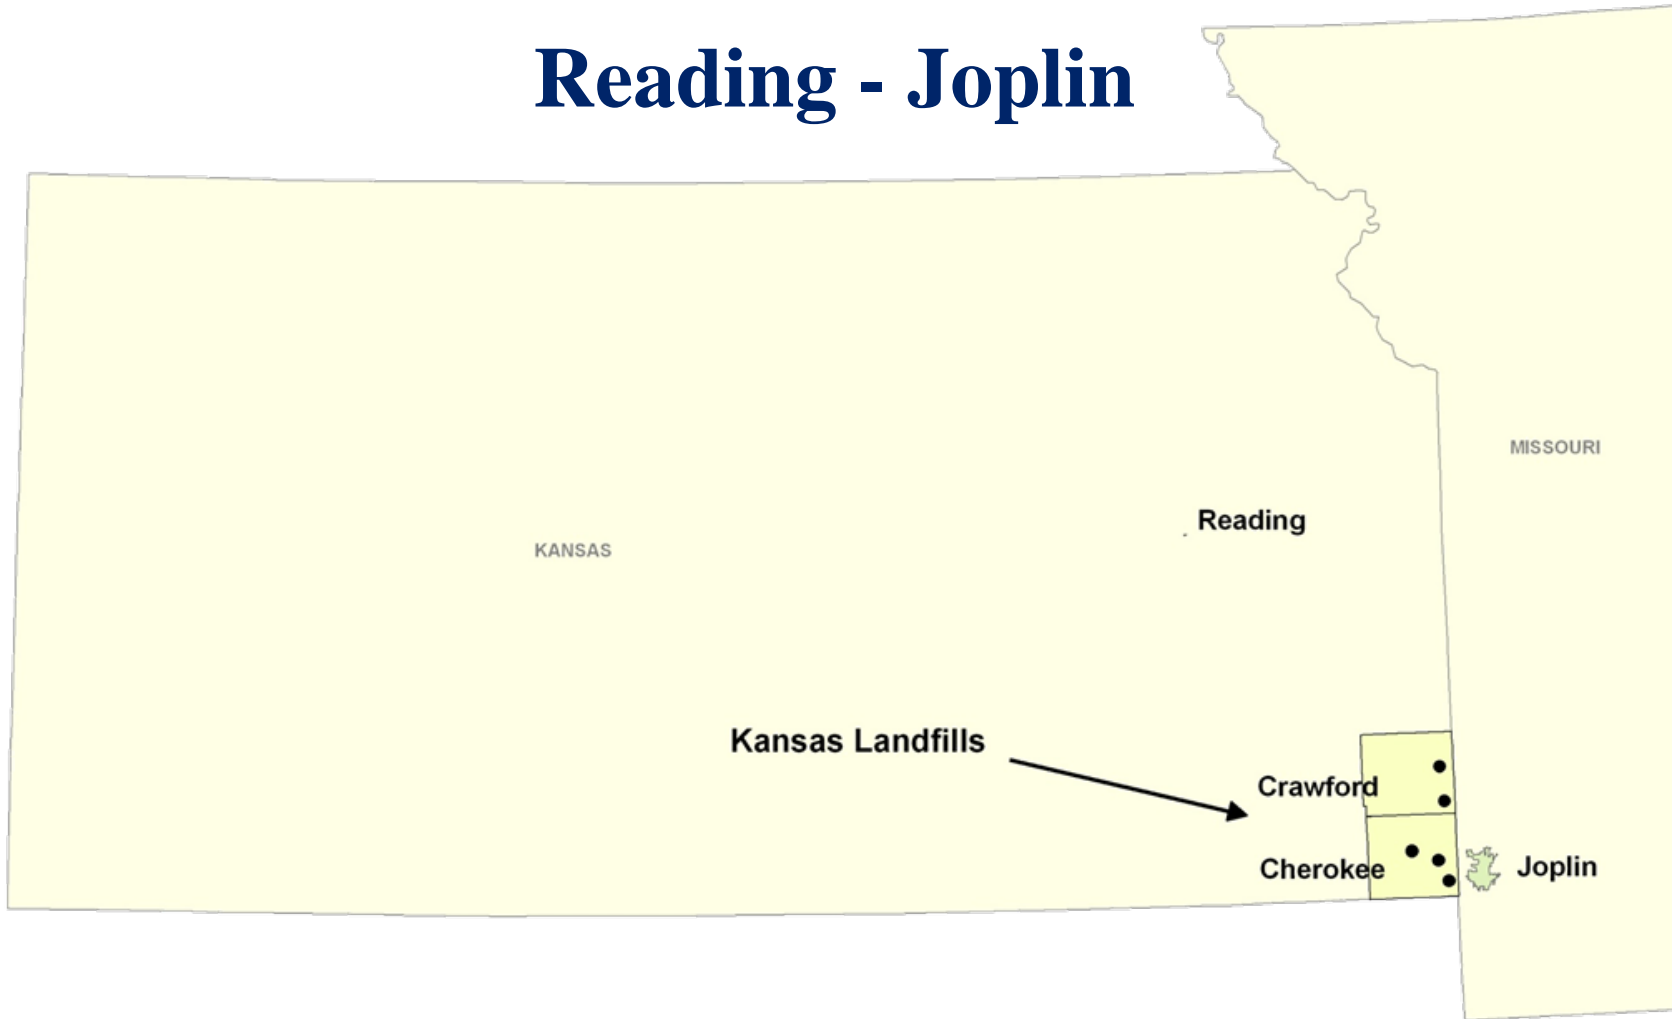 Reading - Joplin
MISSOURI
Reading
KANSAS
Kansas Landfills
Crawford
Cherokee
Joplin